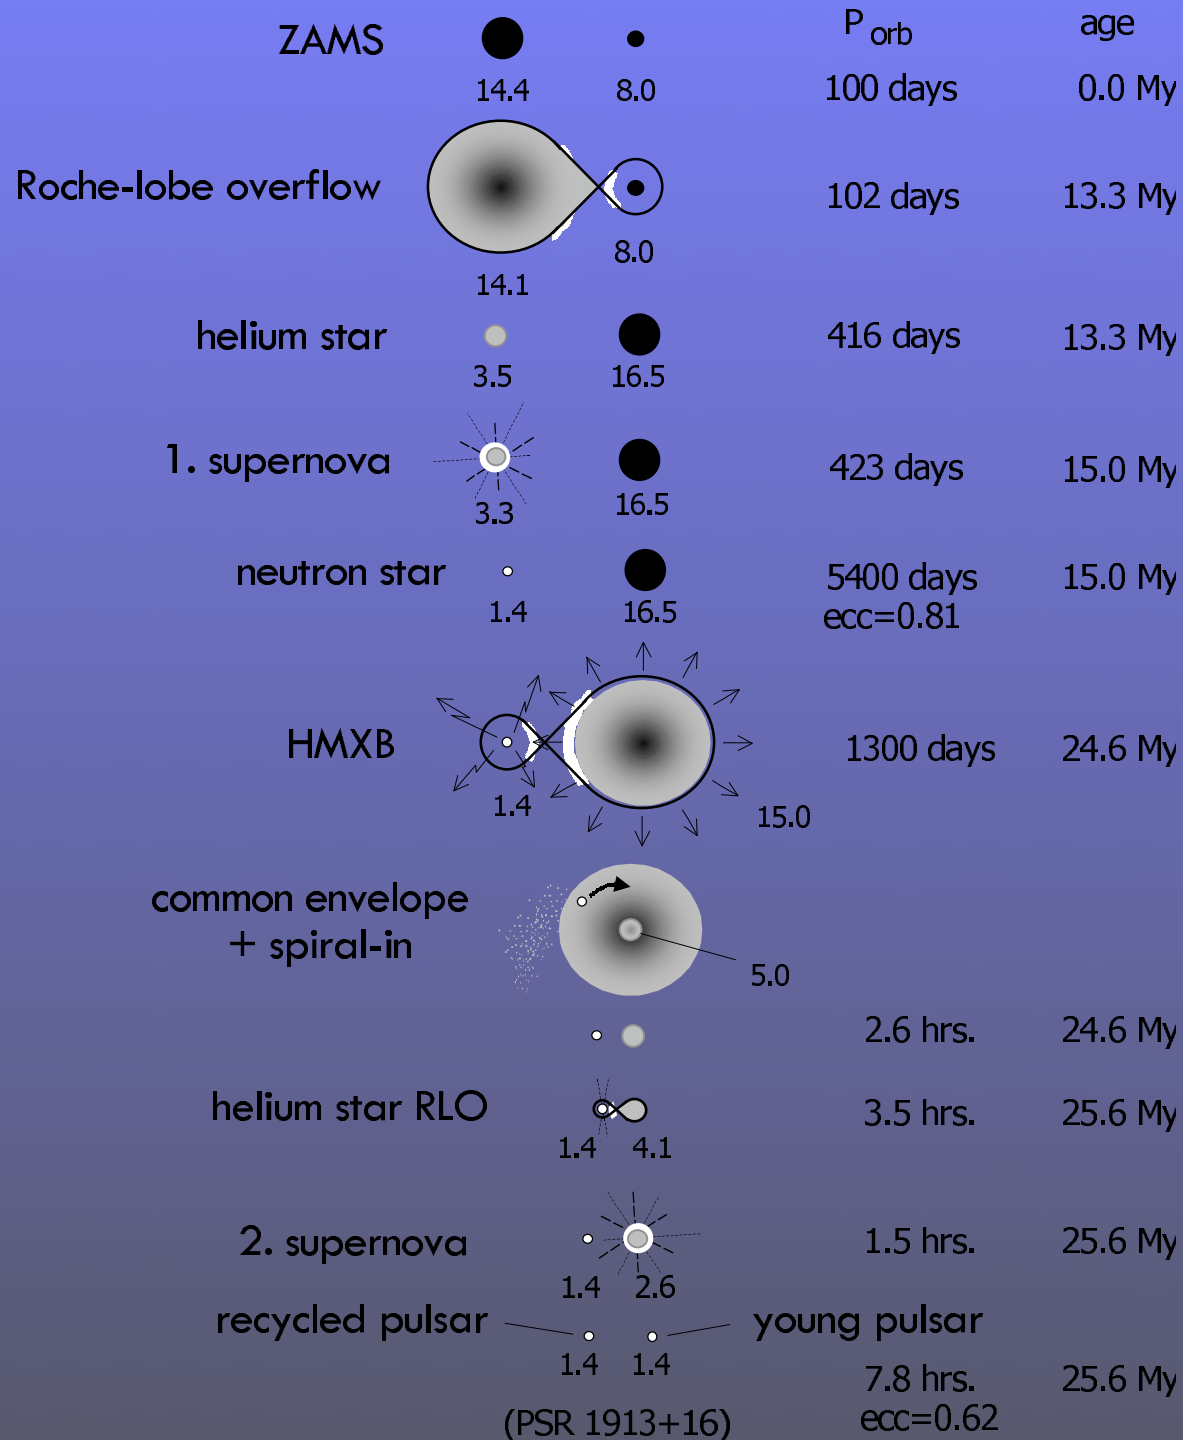 ZAMS
P orb
age
14.4
8.0
100 days
0.0 My
Roche-lobe overflow
102 days
13.3 My
8.0
14.1
helium star
416 days
13.3 My
3.5
16.5
1. supernova
423 days
15.0 My
3.3
16.5
neutron star
5400 days
15.0 My
1.4
16.5
ecc=0.81
HMXB
1300 days
24.6 My
1.4
15.0
common envelope
+ spiral-in
5.0
2.6 hrs.
24.6 My
helium star RLO
3.5 hrs.
25.6 My
1.4
4.1
2. supernova
1.5 hrs.
25.6 My
1.4
2.6
recycled pulsar
young pulsar
1.4
1.4
7.8 hrs.
25.6 My
(PSR 1913+16)
ecc=0.62